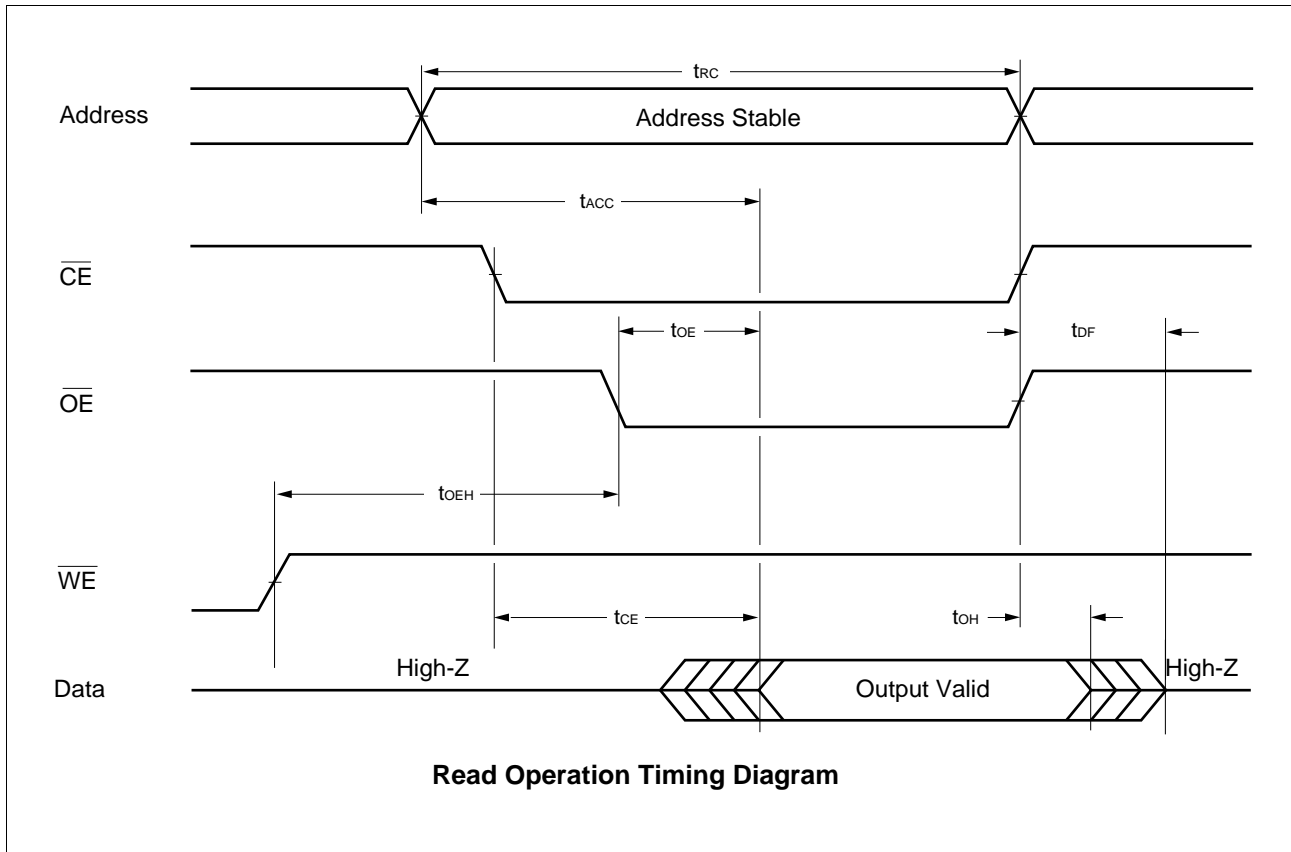 tRC
Address
Address Stable
tACC
CE
tOE
tDF
OE
tOEH
WE
tCE
tOH
High-Z
High-Z
Data
Output Valid
Read Operation Timing Diagram